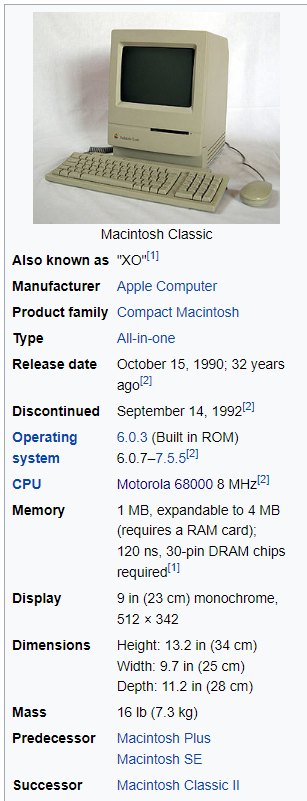 Macintosh Classic
Also known as "XO"[1]
Manufacturer Apple Computer
Product family Compact Macintosh
Type All-in-one
Release date October 15, 1990; 32 years
ago[2]
Discontinued September 14, 1992[2]
Operating 6.0.3 (Built in ROM)
system 6.0.7–7.5.5[2]
CPU Motorola 68000 8 MHz[2]
Memory 1 MB, expandable to 4 MB
(requires a RAM card);
120 ns, 30-pin DRAM chips
required[1]
Display 9 in (23 cm) monochrome,
512 × 342
Dimensions Height: 13.2 in (34 cm)
Width: 9.7 in (25 cm)
Depth: 11.2 in (28 cm)
Mass 16 lb (7.3 kg)
Predecessor Macintosh Plus
Macintosh SE
Successor Macintosh Classic II